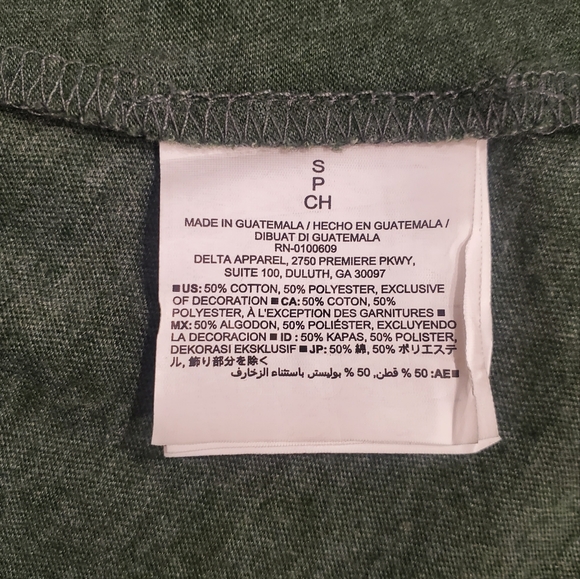 S
P
CH
MADE IN GUATEMALA / HECHO EN GUATEMALA /
DIBUAT DI GUATEMALA
RN-0100609
DELTA APPAREL, 2750 PREMIERE PKWY,
SUITE 100, DULUTH, GA 30097
■US: 50% COTTON, 50% POLYESTER, EXCLUSIVE
OF DECORATION ■CA: 50% COTON, 50%
POLYESTER, À L'EXCEPTION DES GARNITURES ■
MX: 50% ALGODON, 50% POLIÉSTER, EXCLUYENDO
LA DECORACION ■ID : 50% KAPAS, 50% POLISTER,
DEKORASI EKSKLUSIF ■JP: 50% 綿, 50% ポリエステ
ル, 飾り部分を除く
■AE: 50 % قطن, 50 % بوليستر باستثناء الزخارف